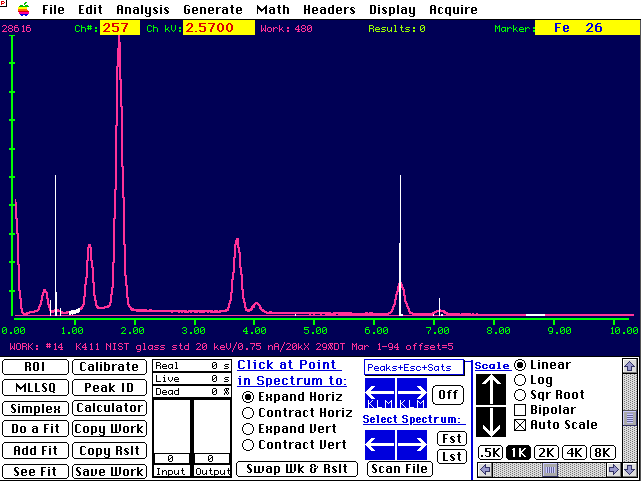 P
File Edit Analysis Generate Math Headers Display Acquire
28616 Ch#: 257 Ch kV: 2.5700 Work: 480 Results: 0 Marker: Fe 26
0.00 1.00 2.00 3.00 4.00 5.00 6.00 7.00 8.00 9.00 10.00
WORK: #14 K411 NIST glass std 20 keV/0.75 nA/20kX 29%DT Mar 1-94 offset=5
ROI Calibrate
MLLSQ Peak ID
Simplex Calculator
Do a Fit Copy Work
Add Fit Copy Rslt
See Fit Save Work
Real 0 s
Live 0 s
Dead 0 %
0 0
Input Output
Click at Point
in Spectrum to:
Expand Horiz
Contract Horiz
Expand Vert
Contract Vert
Swap Wk & Rslt
Peaks+Esc+Sats
KLM KLM Off
Select Spectrum:
Fst
Lst
Scan File
Scale Linear
Log
Sqr Root
Bipolar
Auto Scale
.5K 1K 2K 4K 8K